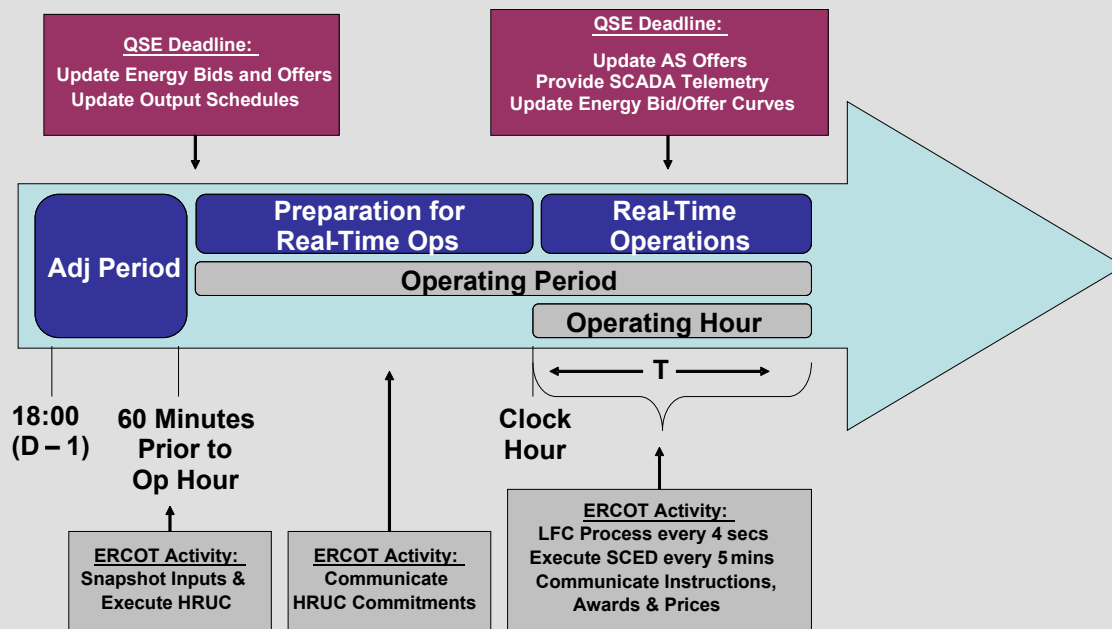 QSE Deadline:
Update Energy Bids and Offers
Update Output Schedules
QSE Deadline:
Update AS Offers
Provide SCADA Telemetry
Update Energy Bid/Offer Curves
Adj Period
Preparation for
Real-Time Ops
Real-Time
Operations
Operating Period
Operating Hour
T
18:00
(D – 1)
60 Minutes
Prior to
Op Hour
Clock
Hour
ERCOT Activity:
Snapshot Inputs &
Execute HRUC
ERCOT Activity:
Communicate
HRUC Commitments
ERCOT Activity:
LFC Process every 4 secs
Execute SCED every 5 mins
Communicate Instructions,
Awards & Prices